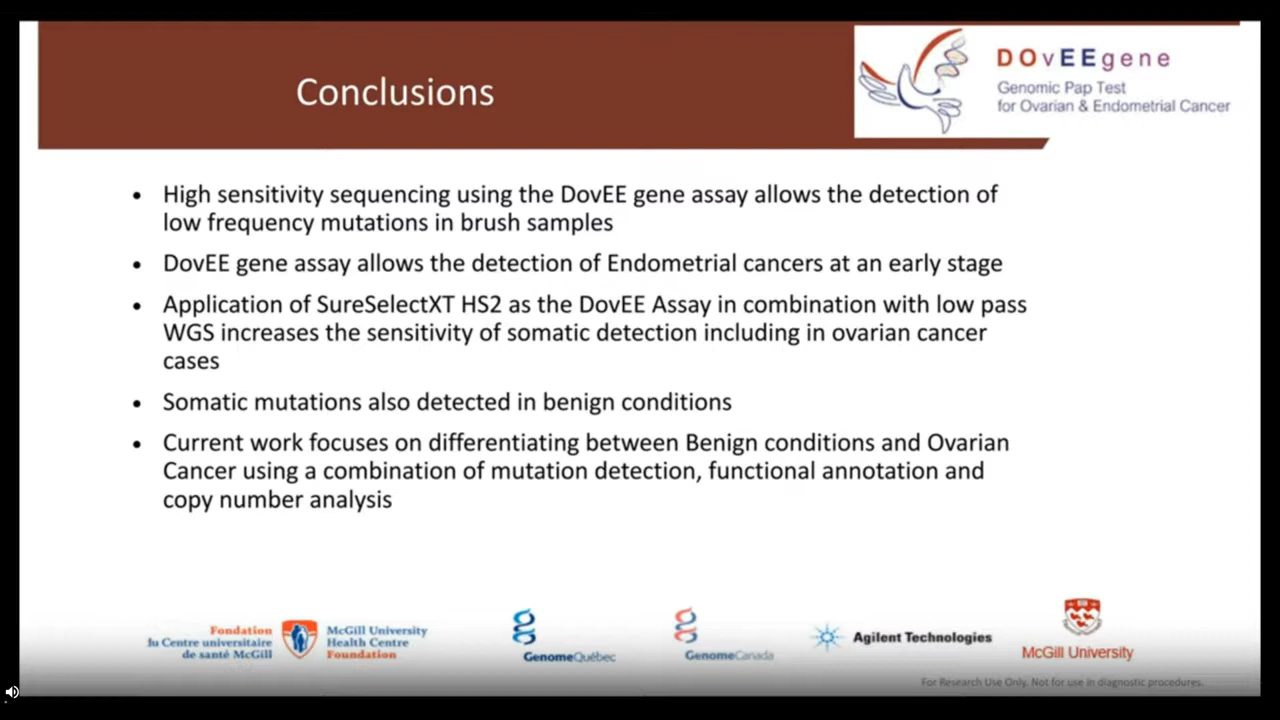 Conclusions
DOvEEgene
Genomic Pap Test
for Ovarian & Endometrial Cancer
• High sensitivity sequencing using the DovEE gene assay allows the detection of
low frequency mutations in brush samples
• DovEE gene assay allows the detection of Endometrial cancers at an early stage
• Application of SureSelectXT HS2 as the DovEE Assay in combination with low pass
WGS increases the sensitivity of somatic detection including in ovarian cancer
cases
• Somatic mutations also detected in benign conditions
• Current work focuses on differentiating between Benign conditions and Ovarian
Cancer using a combination of mutation detection, functional annotation and
copy number analysis
Fondation
du Centre universitaire
de santé McGill
McGill University
Health Centre
Foundation
GenomeQuébec
GenomeCanada
Agilent Technologies
McGill University
For Research Use Only. Not for use in diagnostic procedures.